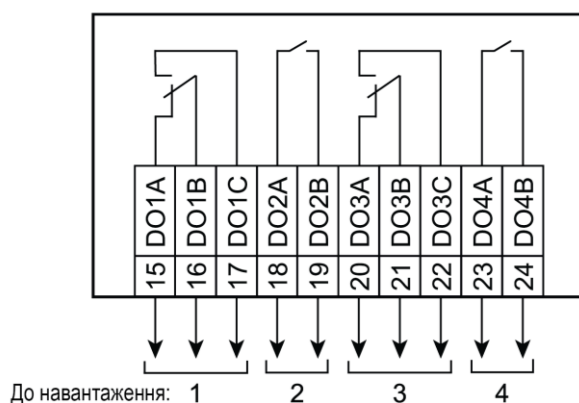 DO1A DO1B DO1C DO2A DO2B DO3A DO3B DO3C DO4A DO4B
15 16 17 18 19 20 21 22 23 24
До навантаження: 1 2 3 4